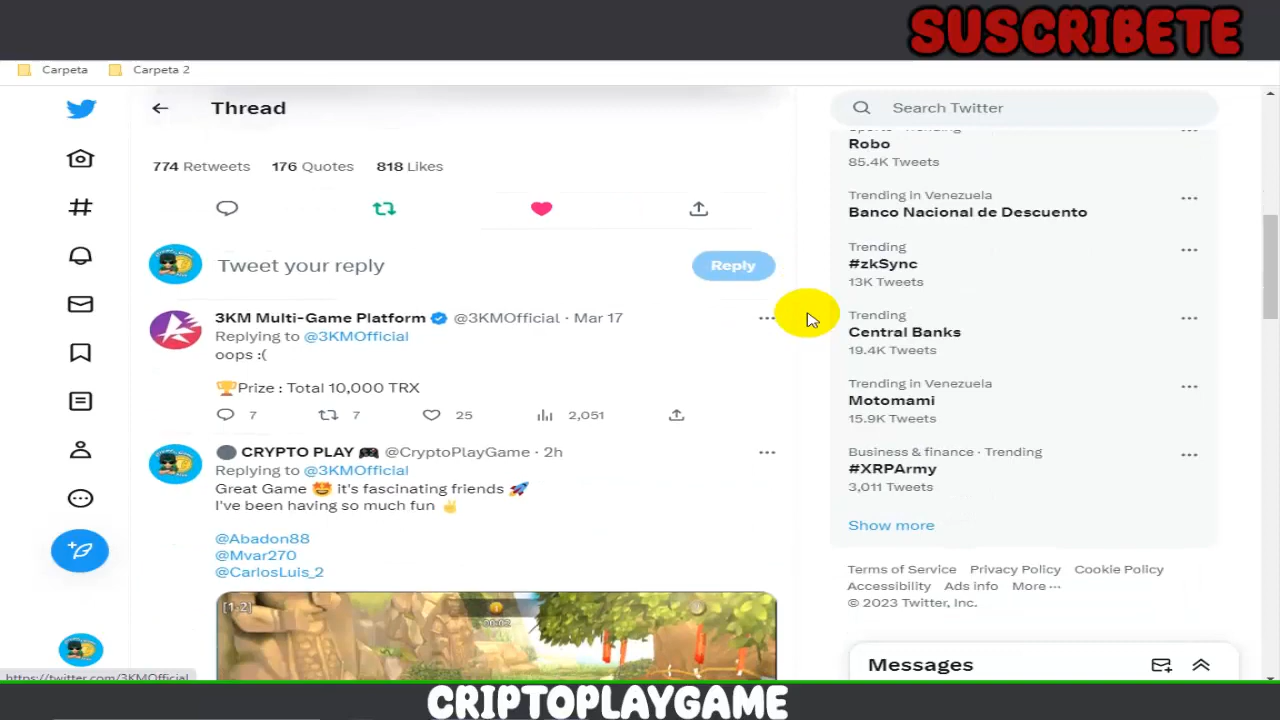 SUSCRIBETE
Carpeta Carpeta 2
Thread
Search Twitter
774 Retweets 176 Quotes 818 Likes
Tweet your reply
Reply
3KM Multi-Game Platform @3KMOfficial · Mar 17
Replying to @3KMOfficial
oops :(
🏆Prize : Total 10,000 TRX
7 7 25 2,051
CRYPTO PLAY 🎮 @CryptoPlayGame · 2h
Replying to @3KMOfficial
Great Game 🤩 it's fascinating friends 🚀
I've been having so much fun ✌
@Abadon88
@Mvar270
@CarlosLuis_2
[1:2]
00:02
Sports · Trending
Robo
85.4K Tweets
Trending in Venezuela
Banco Nacional de Descuento
Trending
#zkSync
13K Tweets
Trending
Central Banks
19.4K Tweets
Trending in Venezuela
Motomami
15.9K Tweets
Business & finance · Trending
#XRPArmy
3,011 Tweets
Show more
Terms of Service Privacy Policy Cookie Policy
Accessibility Ads info More ···
© 2023 Twitter, Inc.
Messages
https://twitter.com/3KMOfficial
CRIPTOPLAYGAME